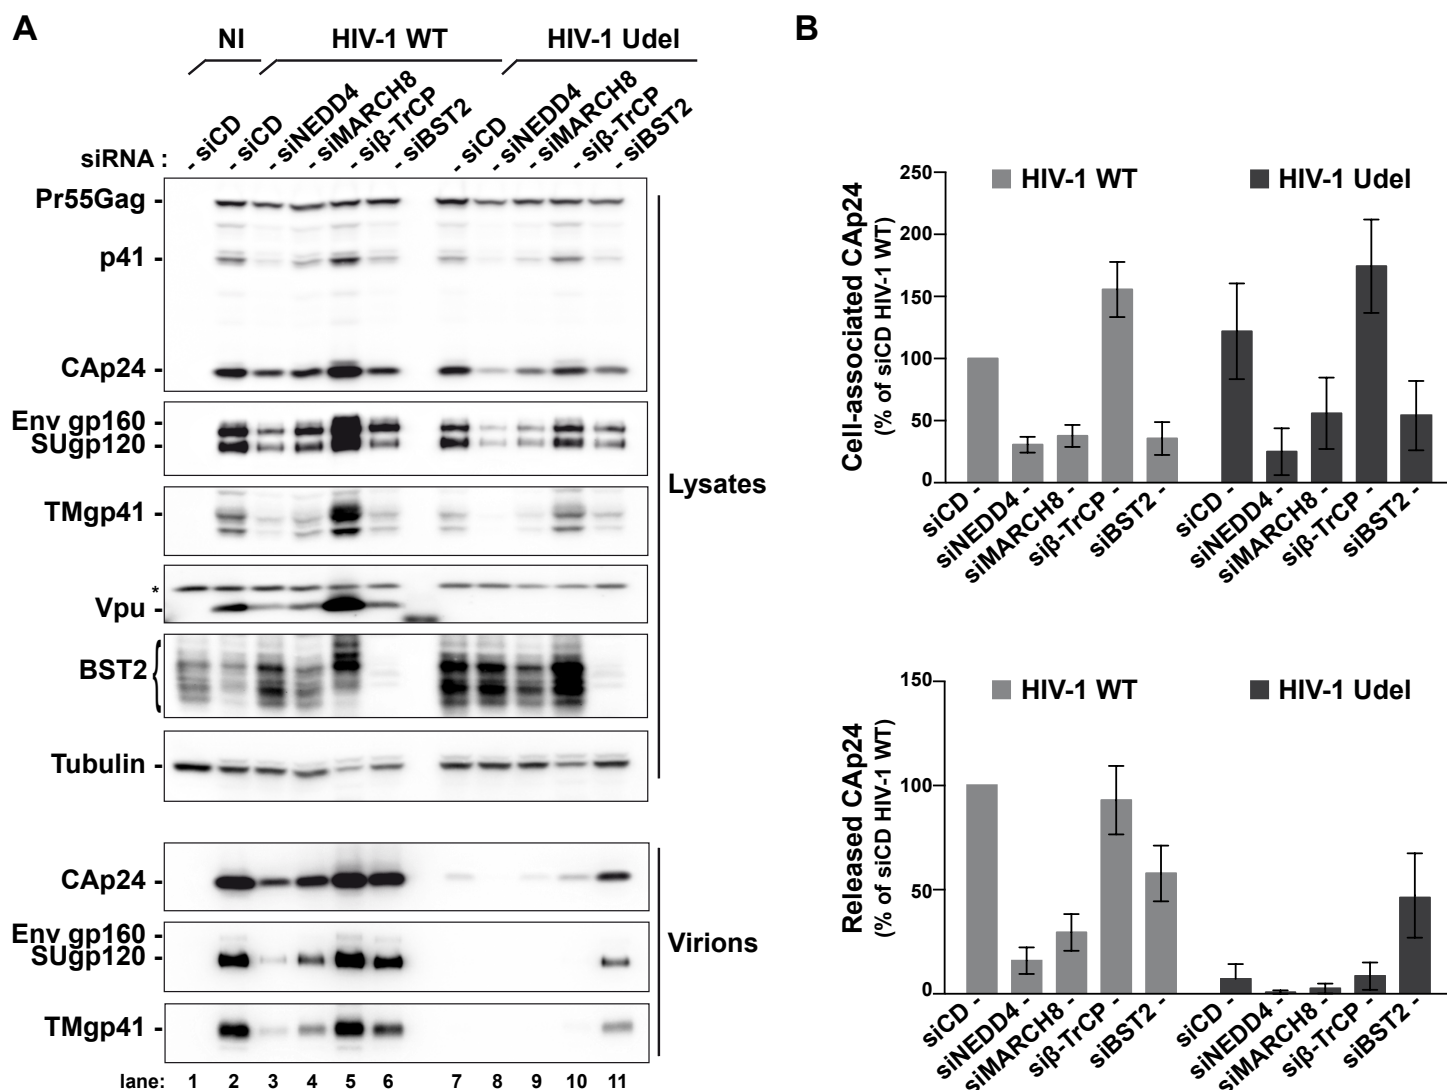 A
NI
HIV-1 WT
HIV-1 Udel
siRNA :
- siCD
- siCD
- siNEDD4
- siMARCH8
- siβ-TrCP
- siBST2
- siCD
- siNEDD4
- siMARCH8
- siβ-TrCP
- siBST2
Pr55Gag -
p41 -
CAp24 -
Env gp160 -
SUgp120 -
TMgp41 -
*
Vpu -
BST2
Tubulin -
Lysates
CAp24 -
Env gp160 -
SUgp120 -
TMgp41 -
Virions
lane: 1 2 3 4 5 6 7 8 9 10 11
B
HIV-1 WT
HIV-1 Udel
Cell-associated CAp24
(% of siCD HIV-1 WT)
250
200
150
100
50
0
siCD -
siNEDD4 -
siMARCH8 -
siβ-TrCP -
siBST2 -
siCD -
siNEDD4 -
siMARCH8 -
siβ-TrCP -
siBST2 -
HIV-1 WT
HIV-1 Udel
Released CAp24
(% of siCD HIV-1 WT)
150
100
50
0
siCD -
siNEDD4 -
siMARCH8 -
siβ-TrCP -
siBST2 -
siCD -
siNEDD4 -
siMARCH8 -
siβ-TrCP -
siBST2 -